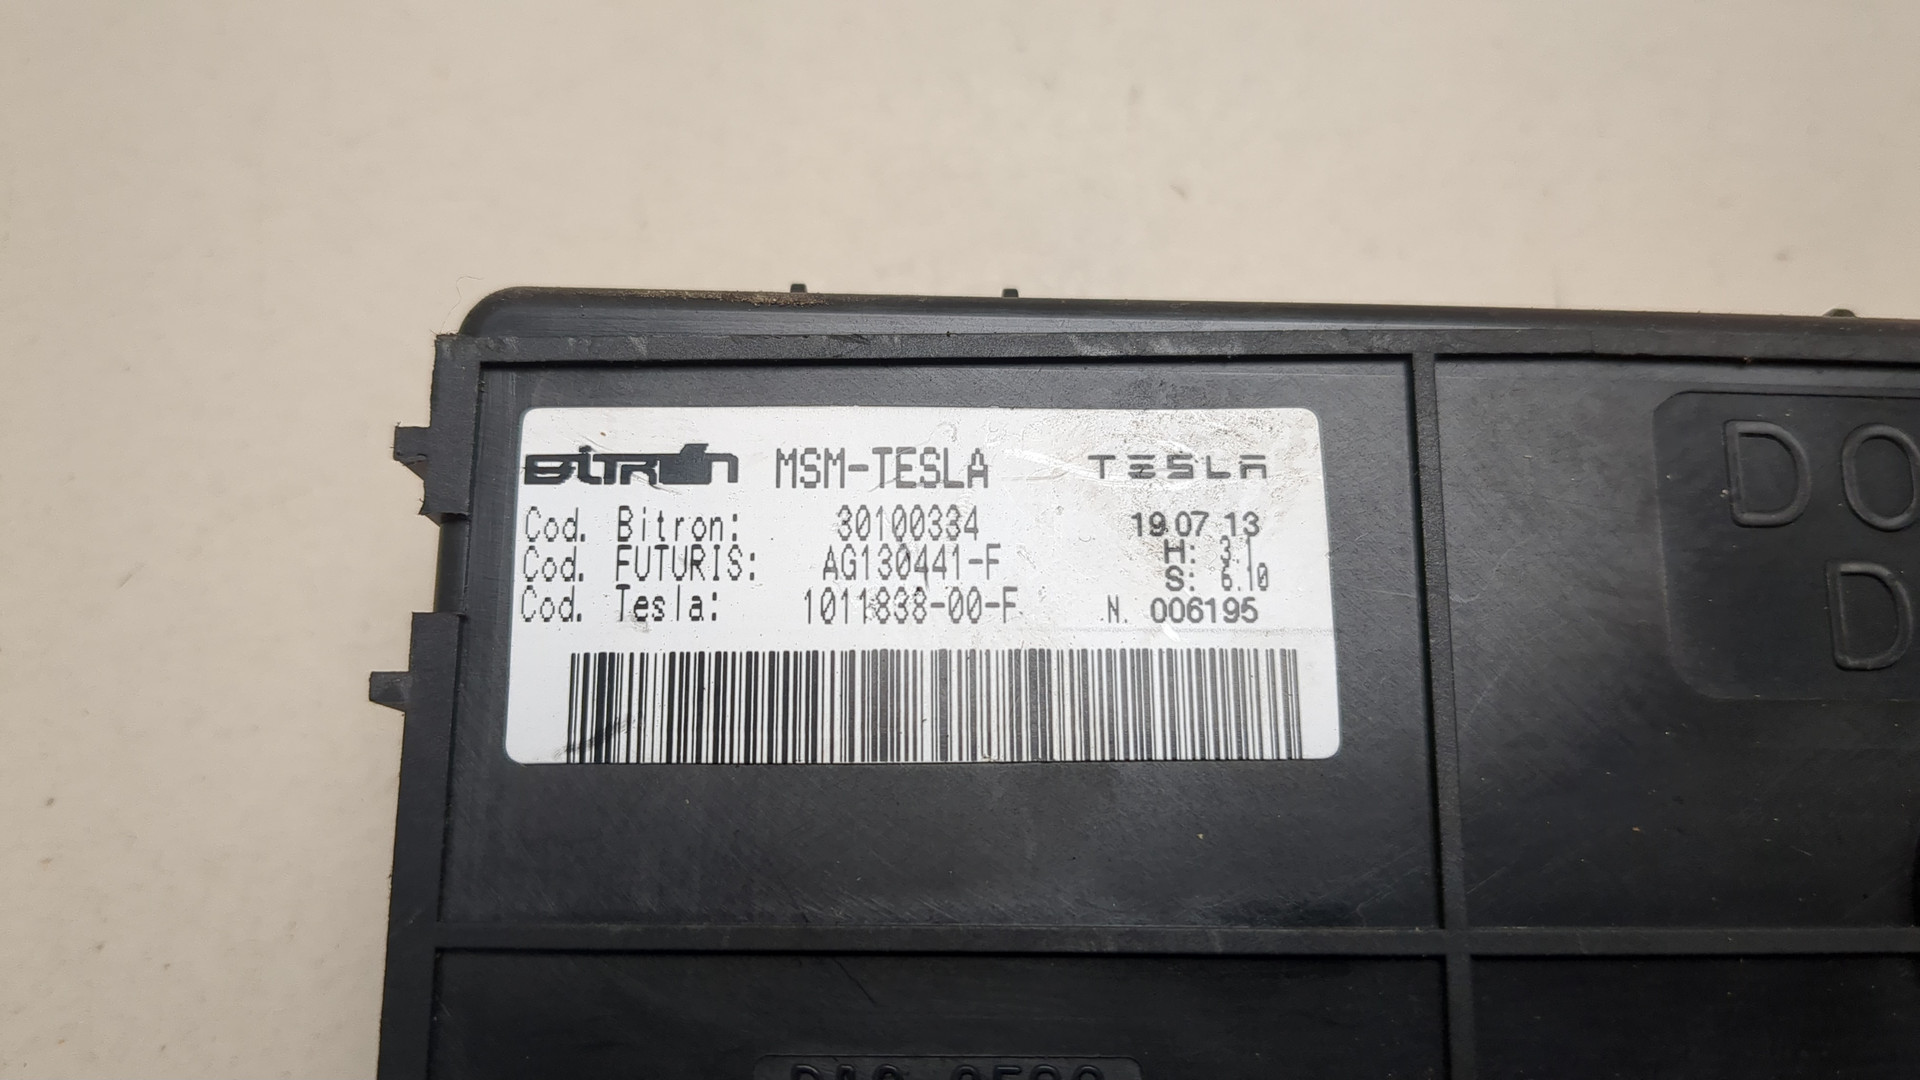 BITRON MSM-TESLA TESLA
Cod. Bitron: 30100334 19.07 13
Cod. FUTURIS: AG130441-F H: 3.1
S: 6.10
Cod. Tesla: 1011838-00-F N. 006195
DO
D